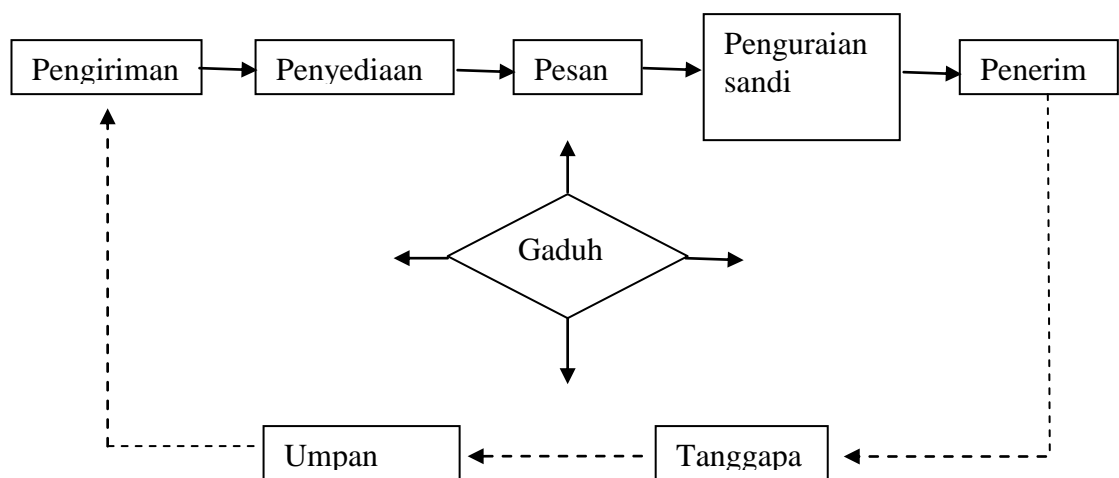 Pengiriman
Penyediaan
Pesan
Penguraian
sandi
Penerim
Gaduh
Umpan
Tanggapa